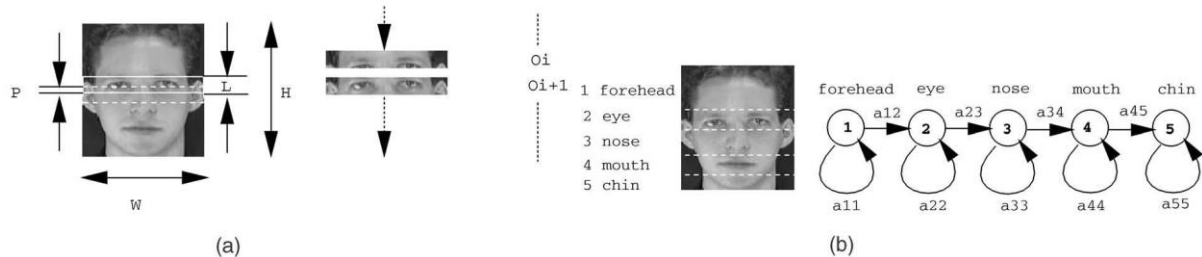 P
L
H
W
(a)
Oi
Oi+1
1 forehead
2 eye
3 nose
4 mouth
5 chin
forehead eye nose mouth chin
a12 a23 a34 a45
1 2 3 4 5
a11 a22 a33 a44 a55
(b)